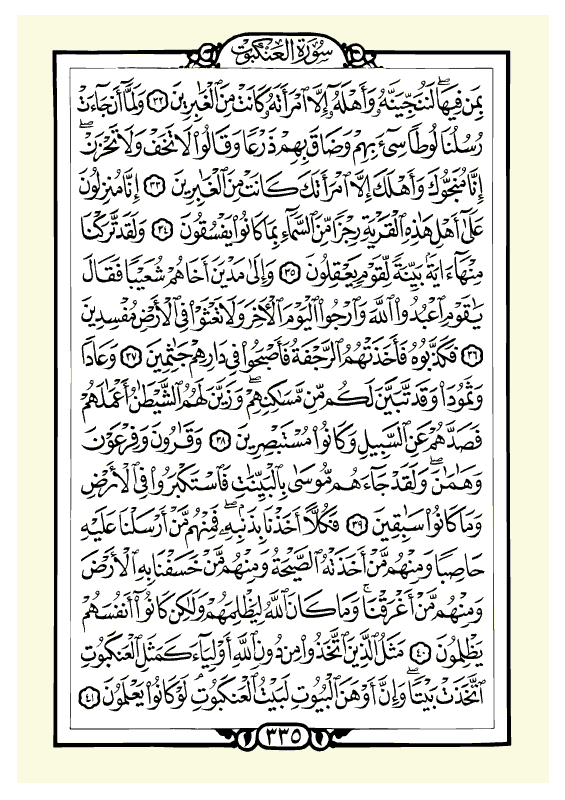 سُورَةُ العَنكَبُوتِ
بِمَن فِيهَاۖ لَنُنَجِّيَنَّهُۥ وَأَهۡلَهُۥٓ إِلَّا ٱمۡرَأَتَهُۥ كَانَتۡ مِنَ ٱلۡغَٰبِرِينَ ٣٢ وَلَمَّآ أَن جَآءَتۡ
رُسُلُنَا لُوطٗا سِيٓءَ بِهِمۡ وَضَاقَ بِهِمۡ ذَرۡعٗا وَقَالُواْ لَا تَخَفۡ وَلَا تَحۡزَنۡ
إِنَّا مُنَجُّوكَ وَأَهۡلَكَ إِلَّا ٱمۡرَأَتَكَ كَانَتۡ مِنَ ٱلۡغَٰبِرِينَ ٣٣ إِنَّا مُنزِلُونَ
عَلَىٰٓ أَهۡلِ هَٰذِهِ ٱلۡقَرۡيَةِ رِجۡزٗا مِّنَ ٱلسَّمَآءِ بِمَا كَانُواْ يَفۡسُقُونَ ٣٤ وَلَقَد تَّرَكۡنَا
مِنۡهَآ ءَايَةَۢ بَيِّنَةٗ لِّقَوۡمٖ يَعۡقِلُونَ ٣٥ وَإِلَىٰ مَدۡيَنَ أَخَاهُمۡ شُعَيۡبٗا فَقَالَ
يَٰقَوۡمِ ٱعۡبُدُواْ ٱللَّهَ وَٱرۡجُواْ ٱلۡيَوۡمَ ٱلۡأٓخِرَ وَلَا تَعۡثَوۡاْ فِي ٱلۡأَرۡضِ مُفۡسِدِينَ
٣٦ فَكَذَّبُوهُ فَأَخَذَتۡهُمُ ٱلرَّجۡفَةُ فَأَصۡبَحُواْ فِي دَارِهِمۡ جَٰثِمِينَ ٣٧ وَعَادٗا
وَثَمُودَاْ وَقَد تَّبَيَّنَ لَكُم مِّن مَّسَٰكِنِهِمۡۖ وَزَيَّنَ لَهُمُ ٱلشَّيۡطَٰنُ أَعۡمَٰلَهُمۡ
فَصَدَّهُمۡ عَنِ ٱلسَّبِيلِ وَكَانُواْ مُسۡتَبۡصِرِينَ ٣٨ وَقَٰرُونَ وَفِرۡعَوۡنَ
وَهَٰمَٰنَۖ وَلَقَدۡ جَآءَهُم مُّوسَىٰ بِٱلۡبَيِّنَٰتِ فَٱسۡتَكۡبَرُواْ فِي ٱلۡأَرۡضِ
وَمَا كَانُواْ سَٰبِقِينَ ٣٩ فَكُلًّا أَخَذۡنَا بِذَنۢبِهِۦۖ فَمِنۡهُم مَّنۡ أَرۡسَلۡنَا عَلَيۡهِ
حَاصِبٗا وَمِنۡهُم مَّنۡ أَخَذَتۡهُ ٱلصَّيۡحَةُ وَمِنۡهُم مَّنۡ خَسَفۡنَا بِهِ ٱلۡأَرۡضَ
وَمِنۡهُم مَّنۡ أَغۡرَقۡنَاۚ وَمَا كَانَ ٱللَّهُ لِيَظۡلِمَهُمۡ وَلَٰكِن كَانُوٓاْ أَنفُسَهُمۡ
يَظۡلِمُونَ ٤٠ مَثَلُ ٱلَّذِينَ ٱتَّخَذُواْ مِن دُونِ ٱللَّهِ أَوۡلِيَآءَ كَمَثَلِ ٱلۡعَنكَبُوتِ
ٱتَّخَذَتۡ بَيۡتٗاۖ وَإِنَّ أَوۡهَنَ ٱلۡبُيُوتِ لَبَيۡتُ ٱلۡعَنكَبُوتِۚ لَوۡ كَانُواْ يَعۡلَمُونَ ٤١
٣٣٥